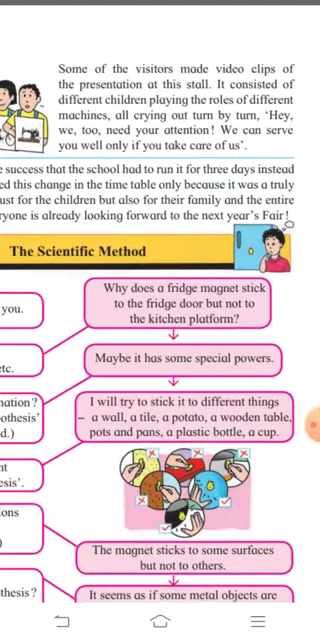 Some of the visitors made video clips of
the presentation at this stall. It consisted of
different children playing the roles of different
machines, all crying out turn by turn, ‘Hey,
we, too, need your attention! We can serve
you well only if you take care of us’.
success that the school had to run it for three days instead
ed this change in the time table only because it was a truly
ust for the children but also for their family and the entire
ryone is already looking forward to the next year’s Fair!
The Scientific Method
Why does a fridge magnet stick
to the fridge door but not to
the kitchen platform?
you.
Maybe it has some special powers.
etc.
I will try to stick it to different things
– a wall, a tile, a potato, a wooden table,
pots and pans, a plastic bottle, a cup.
nation?
othesis’
d.)
nt
esis’.
ions
)
The magnet sticks to some surfaces
but not to others.
thesis?
It seems as if some metal objects are